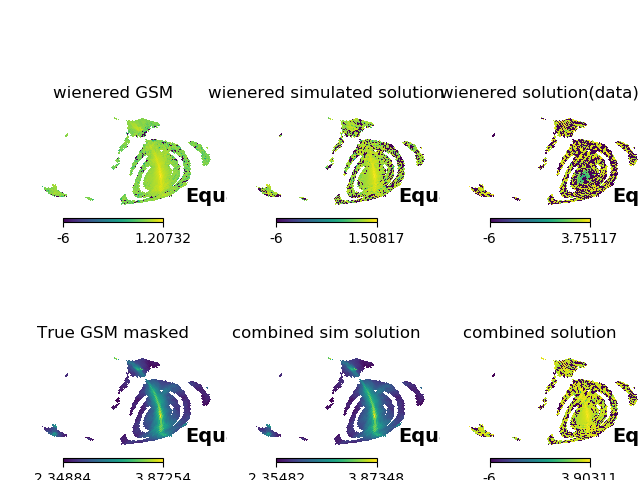 wienered GSM wienered simulated solution wienered solution(data)
Equ Equ Eq
-6 1.20732 -6 1.50817 -6 3.75117
True GSM masked combined sim solution combined solution
Equ Equ Eq
2.34884 3.87254 2.35482 3.87348 -6 3.90311